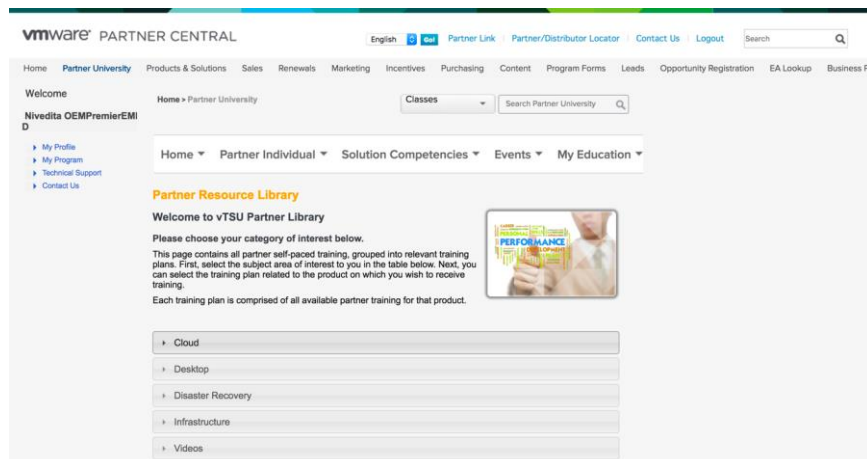 vmware PARTNER CENTRAL
English Go! Partner Link Partner/Distributor Locator Contact Us Logout Search
Home Partner University Products & Solutions Sales Renewals Marketing Incentives Purchasing Content Program Forms Leads Opportunity Registration EA Lookup Business
Welcome
Nivedita OEMPremierEMI
D
My Profile
My Program
Technical Support
Contact Us
Home > Partner University
Classes
Search Partner University
Home Partner Individual Solution Competencies Events My Education
Partner Resource Library
Welcome to vTSU Partner Library
Please choose your category of interest below.
This page contains all partner self-paced training, grouped into relevant training
plans. First, select the subject area of interest to you in the table below. Next, you
can select the training plan related to the product on which you wish to receive
training.
Each training plan is comprised of all available partner training for that product.
PERSONAL
PERFORMANCE
DEVELOPMENT
Cloud
Desktop
Disaster Recovery
Infrastructure
Videos